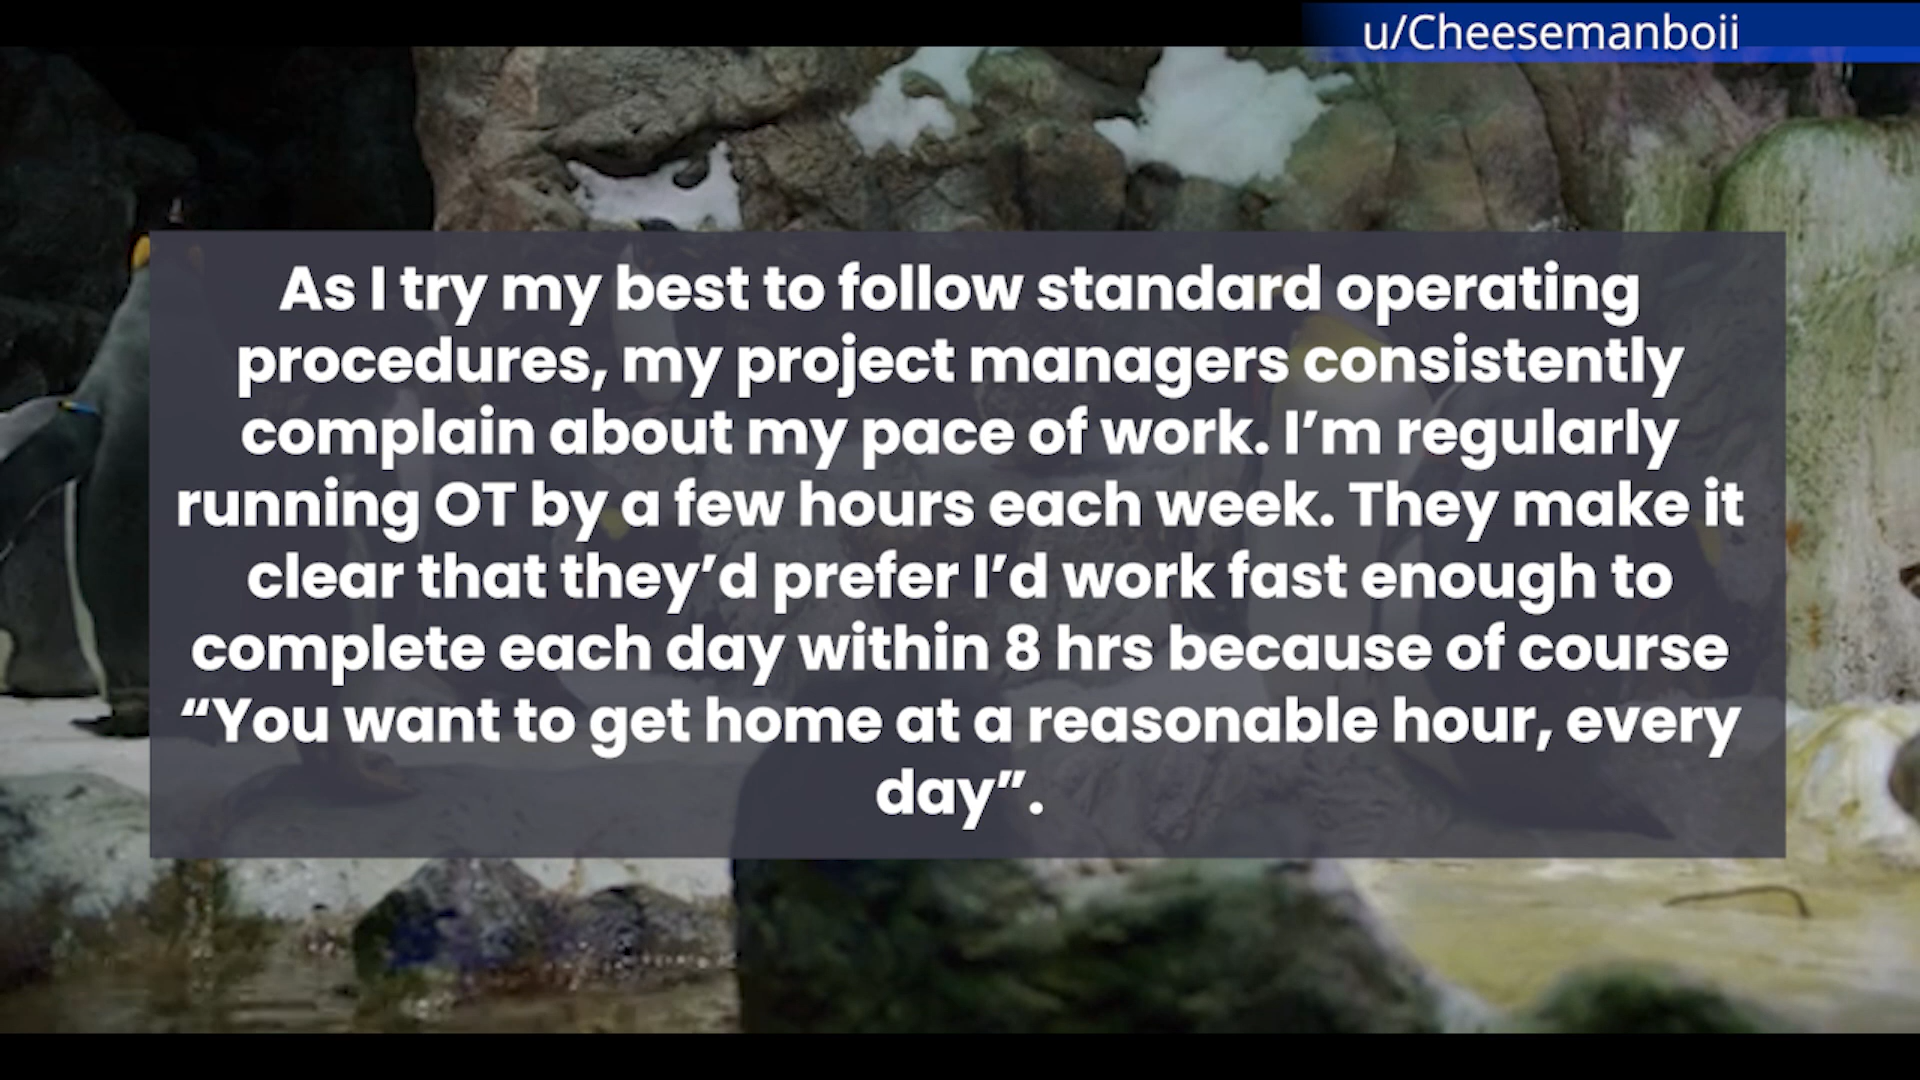 u/Cheesemanboii
As I try my best to follow standard operating
procedures, my project managers consistently
complain about my pace of work. I’m regularly
running OT by a few hours each week. They make it
clear that they’d prefer I’d work fast enough to
complete each day within 8 hrs because of course
“You want to get home at a reasonable hour, every
day”.